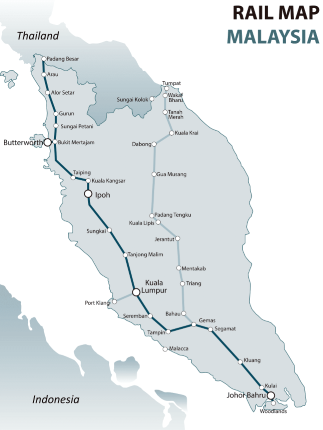 RAIL MAP
MALAYSIA
Thailand
Padang Besar
Arau
Alor Setar
Gurun
Sungai Petani
Butterworth
Bukit Mertajam
Taiping
Kuala Kangsar
Ipoh
Sungkai
Tanjong Malim
Kuala
Lumpur
Port Klang
Seremban
Tampin
Malacca
Tumpat
Wakaf
Bharu
Sungai Kolok
Tanah
Merah
Kuala Krai
Dabong
Gua Murang
Padang Tengku
Kuala Lipis
Jerantut
Mentakab
Triang
Bahau
Gemas
Segamat
Kluang
Kulai
Johor Bahru
Woodlands
Indonesia